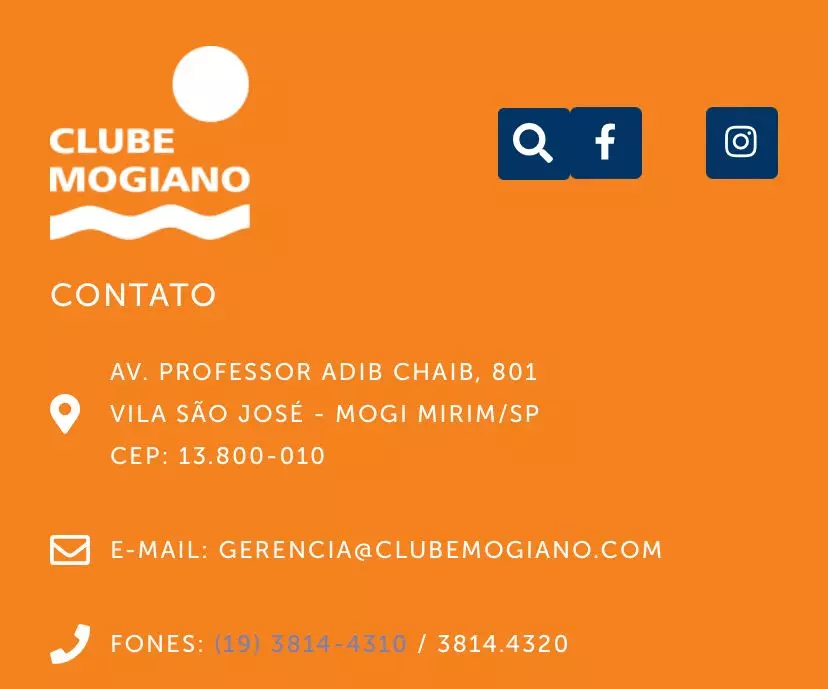 CLUBE
MOGIANO
CONTATO
AV. PROFESSOR ADIB CHAIB, 801
VILA SÃO JOSÉ - MOGI MIRIM/SP
CEP: 13.800-010
E-MAIL: GERENCIA@CLUBEMOGIANO.COM
FONES: (19) 3814-4310 / 3814.4320